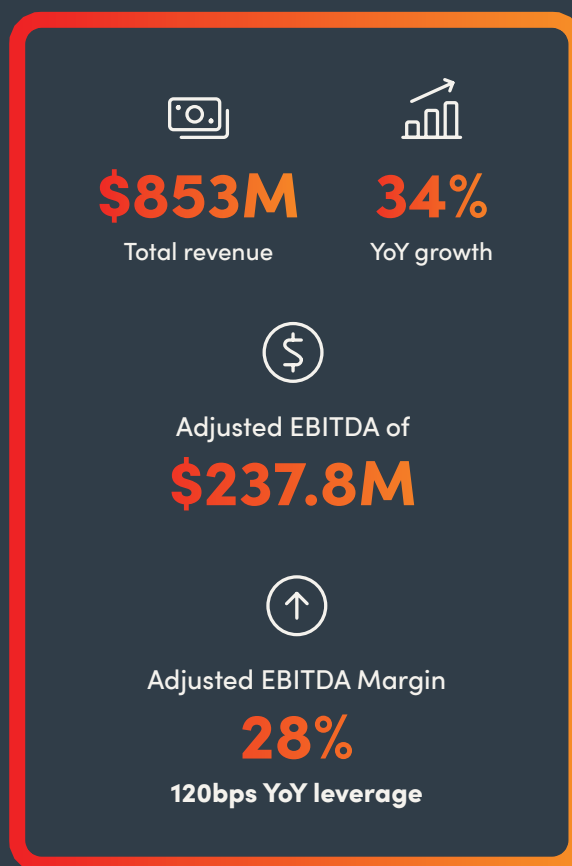 $853M
Total revenue
34%
YoY growth
Adjusted EBITDA of
$237.8M
Adjusted EBITDA Margin
28%
120bps YoY leverage